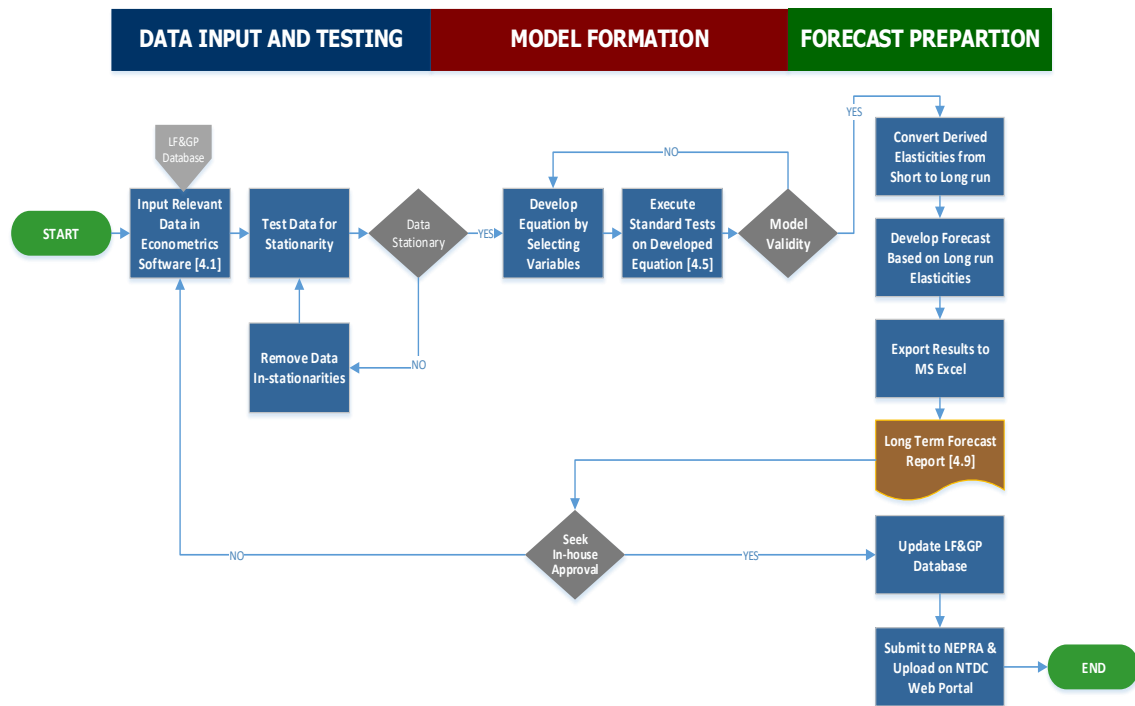 DATA INPUT AND TESTING
MODEL FORMATION
FORECAST PREPARTION
LF&GP
Database
START
Input Relevant
Data in
Econometrics
Software [4.1]
Test Data for
Stationarity
Data
Stationary
YES
NO
Remove Data
In-stationarities
Develop
Equation by
Selecting
Variables
Execute
Standard Tests
on Developed
Equation [4.5]
NO
Model
Validity
YES
Convert Derived
Elasticities from
Short to Long run
Develop Forecast
Based on Long run
Elasticities
Export Results to
MS Excel
Long Term Forecast
Report [4.9]
Seek
In-house
Approval
NO
YES
Update LF&GP
Database
Submit to NEPRA &
Upload on NTDC
Web Portal
END